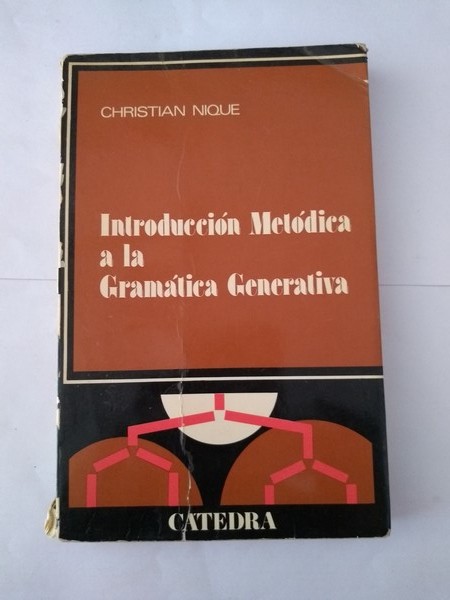 CHRISTIAN NIQUE
Introducción Metódica
a la
Gramática Generativa
CATEDRA